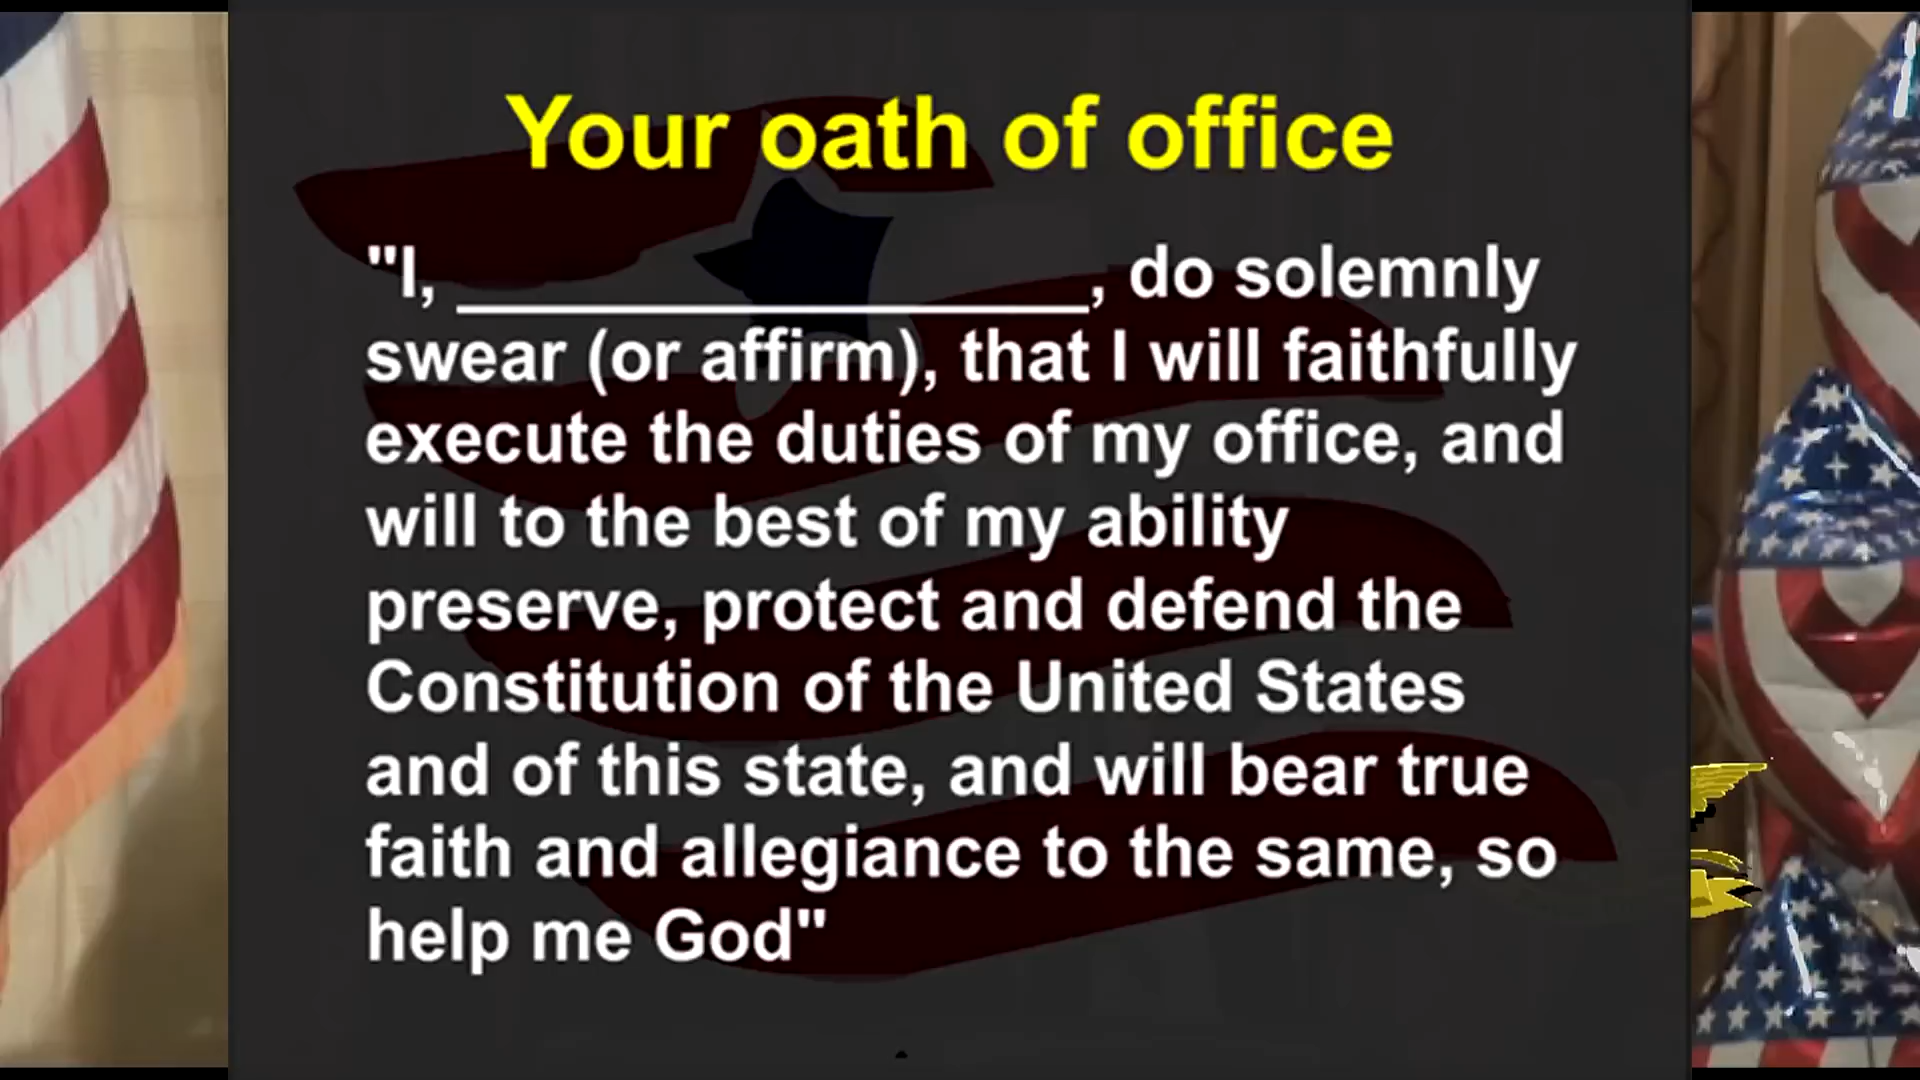 Your oath of office
"I, __________________, do solemnly
swear (or affirm), that I will faithfully
execute the duties of my office, and
will to the best of my ability
preserve, protect and defend the
Constitution of the United States
and of this state, and will bear true
faith and allegiance to the same, so
help me God"